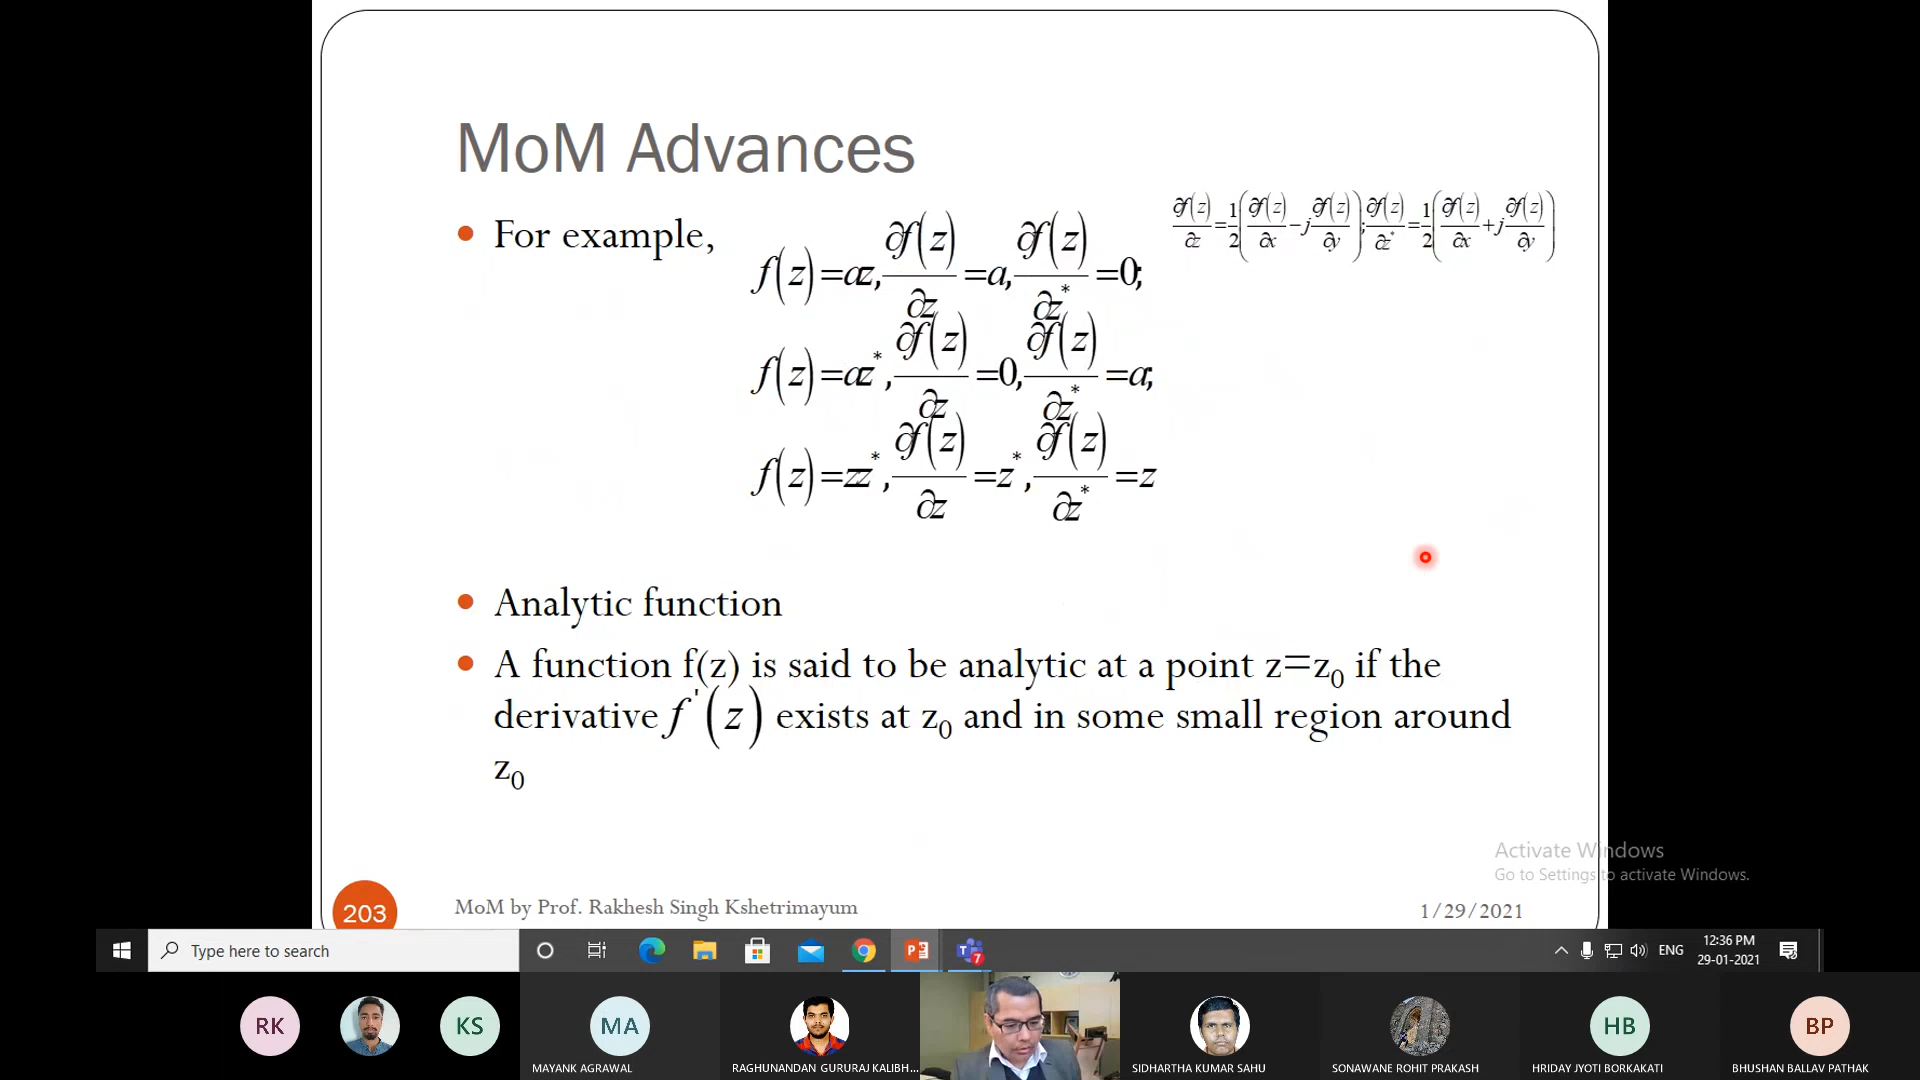 MoM Advances
• For example,
∂f(z)/∂z = 1/2(∂f(z)/∂x − j∂f(z)/∂y); ∂f(z)/∂z* = 1/2(∂f(z)/∂x + j∂f(z)/∂y)
f(z)=az, ∂f(z)/∂z =a, ∂f(z)/∂z* =0;
f(z)=az*, ∂f(z)/∂z =0, ∂f(z)/∂z* =a;
f(z)=zz*, ∂f(z)/∂z =z*, ∂f(z)/∂z* =z
• Analytic function
• A function f(z) is said to be analytic at a point z=z₀ if the
derivative f'(z) exists at z₀ and in some small region around
z₀
Activate Windows
Go to Settings to activate Windows.
203
MoM by Prof. Rakhesh Singh Kshetrimayum
1/29/2021
Type here to search
7
ENG
12:36 PM
29-01-2021
RK
KS
MA
HB
BP
MAYANK AGRAWAL
RAGHUNANDAN GURURAJ KALIBH...
SIDHARTHA KUMAR SAHU
SONAWANE ROHIT PRAKASH
HRIDAY JYOTI BORKAKATI
BHUSHAN BALLAV PATHAK